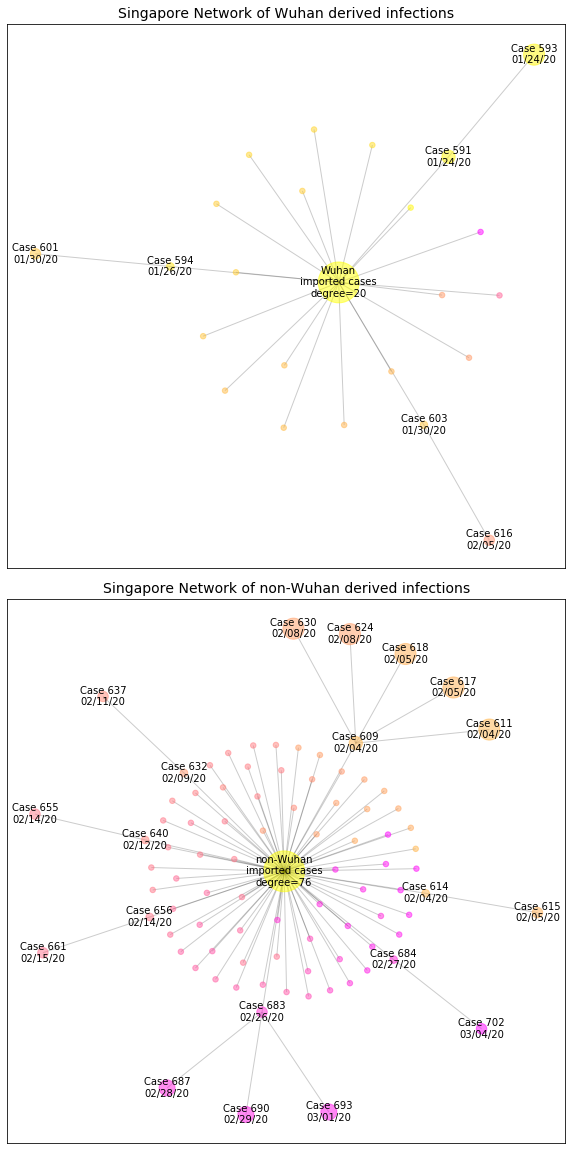 Singapore Network of Wuhan derived infections
Case 593
01/24/20
Case 591
01/24/20
Case 601
01/30/20
Case 594
01/26/20
Wuhan
imported cases
degree=20
Case 603
01/30/20
Case 616
02/05/20
Singapore Network of non-Wuhan derived infections
Case 630
02/08/20
Case 624
02/08/20
Case 618
02/05/20
Case 617
02/05/20
Case 637
02/11/20
Case 611
02/04/20
Case 609
02/04/20
Case 632
02/09/20
Case 655
02/14/20
Case 640
02/12/20
non-Wuhan
imported cases
degree=76
Case 614
02/04/20
Case 615
02/05/20
Case 656
02/14/20
Case 661
02/15/20
Case 684
02/27/20
Case 683
02/26/20
Case 702
03/04/20
Case 687
02/28/20
Case 690
02/29/20
Case 693
03/01/20